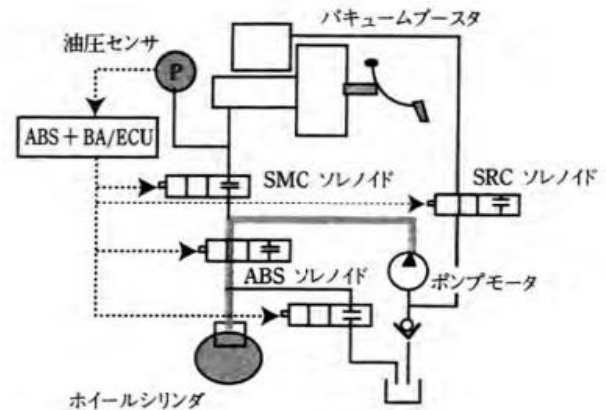 バキュームブースタ
油圧センサ
P
ABS + BA/ECU
SMC ソレノイド
SRC ソレノイド
ABS ソレノイド
ポンプモータ
ホイールシリンダ